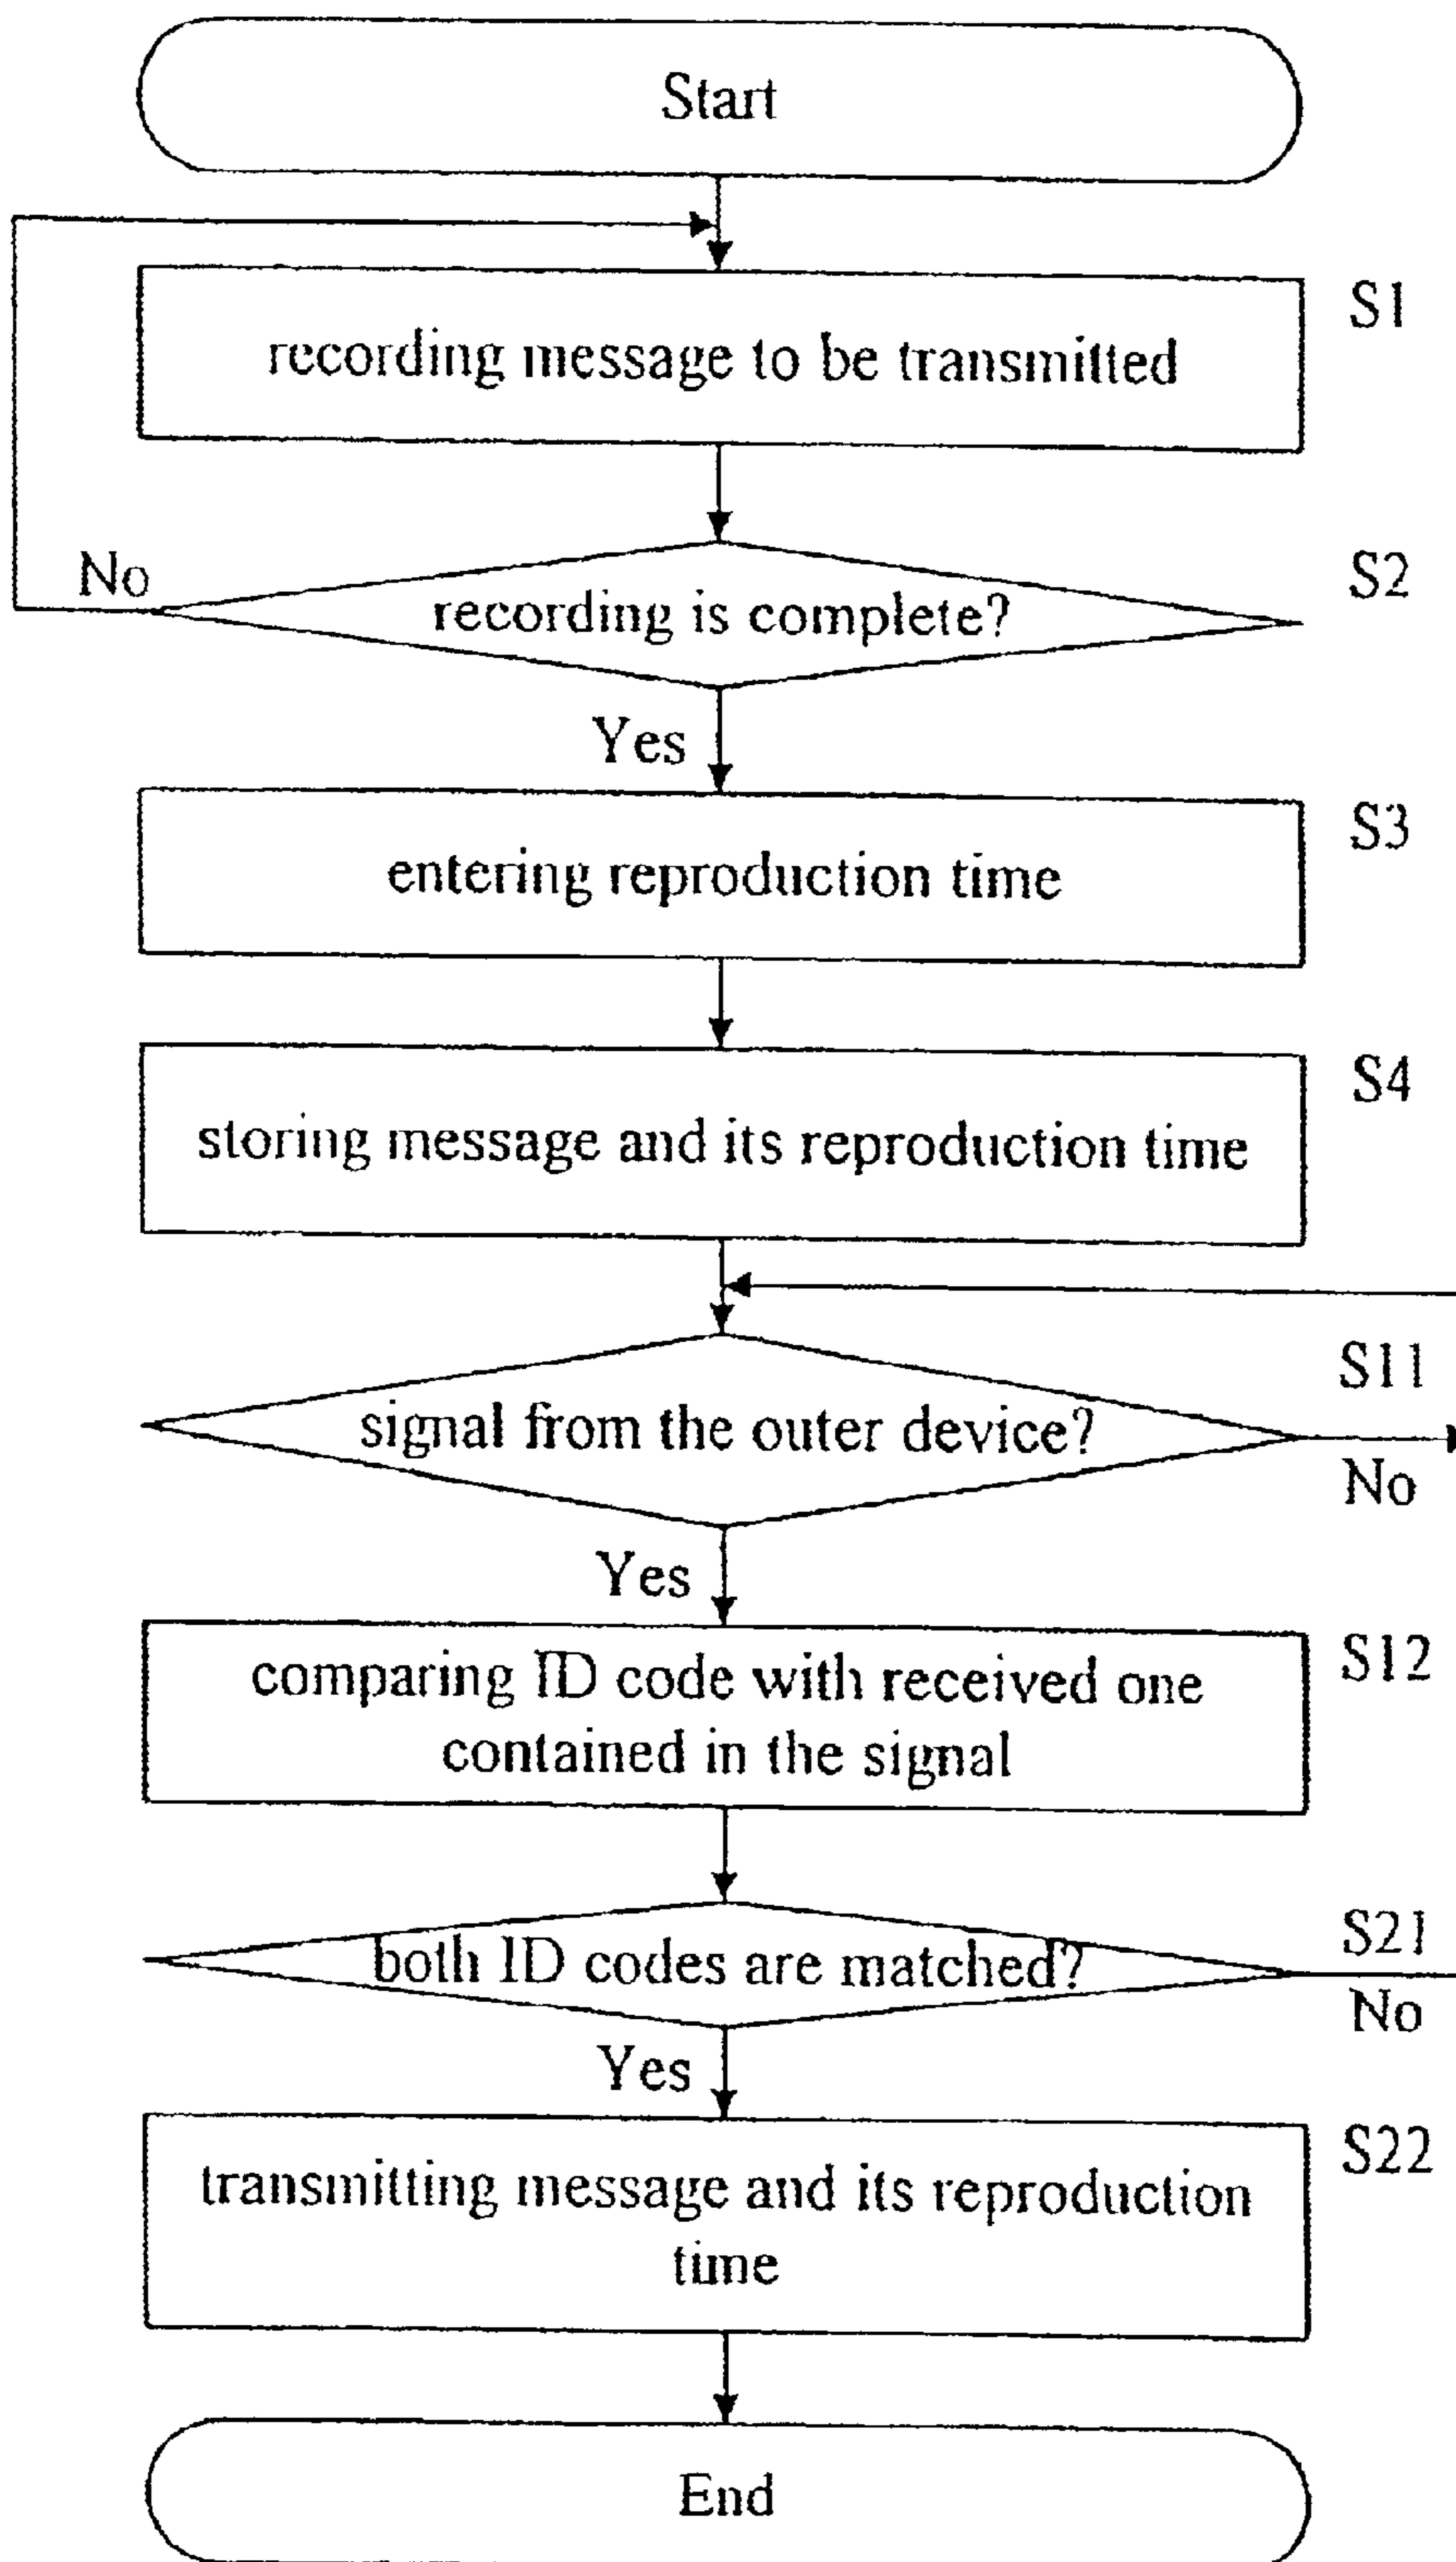 Start
recording message to be transmitted
S1
No
recording is complete?
S2
Yes
entering reproduction time
S3
storing message and its reproduction time
S4
signal from the outer device?
S11
No
Yes
comparing ID code with received one
contained in the signal
S12
both ID codes are matched?
S21
No
Yes
transmitting message and its reproduction
time
S22
End